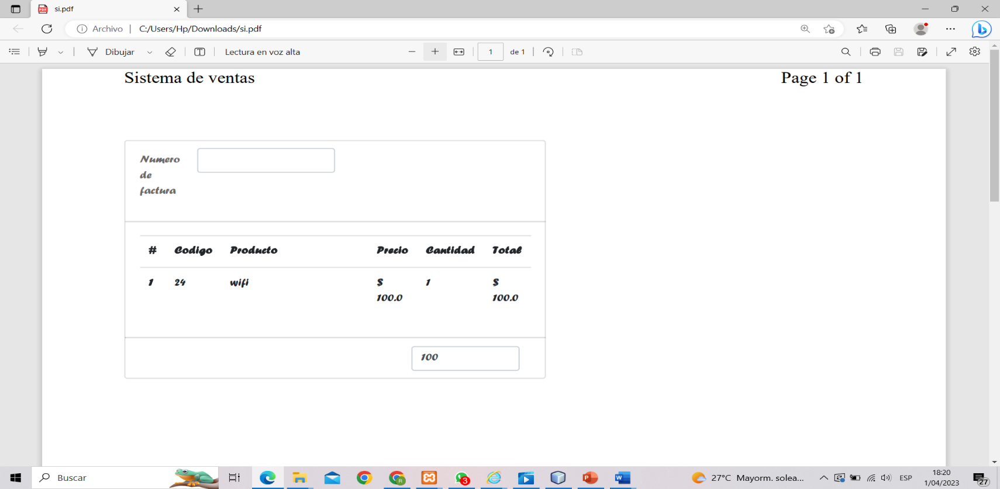 si.pdf
Archivo | C:/Users/Hp/Downloads/si.pdf
Dibujar
Lectura en voz alta
1 de 1
Sistema de ventas
Page 1 of 1
Numero
de
factura
# Codigo Producto Precio Cantidad Total
1 24 wifi $ 1 $
100.0 100.0
100
Buscar
3
27°C Mayorm. solea...
ESP
18:20
1/04/2023
27